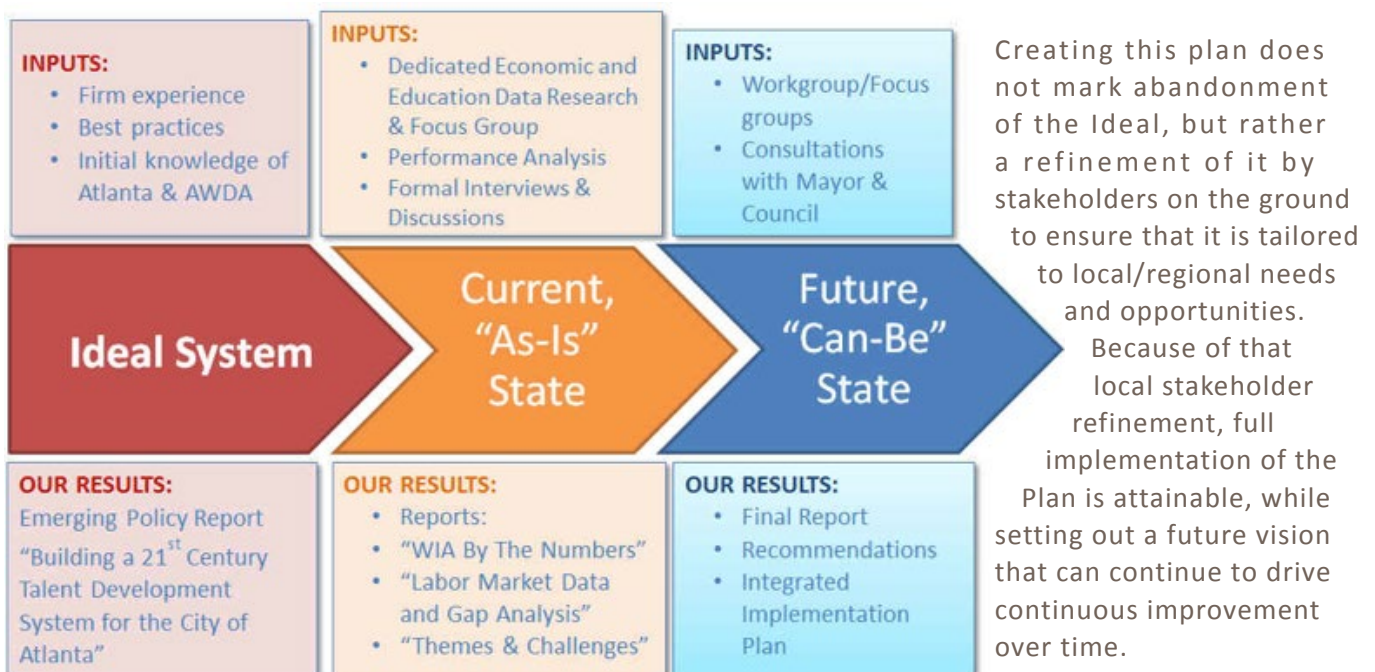 INPUTS:
• Firm experience
• Best practices
• Initial knowledge of
Atlanta & AWDA
INPUTS:
• Dedicated Economic and
Education Data Research
& Focus Group
• Performance Analysis
• Formal Interviews &
Discussions
INPUTS:
• Workgroup/Focus
groups
• Consultations
with Mayor &
Council
Ideal System
Current,
“As-Is”
State
Future,
“Can-Be”
State
OUR RESULTS:
Emerging Policy Report
“Building a 21st Century
Talent Development
System for the City of
Atlanta”
OUR RESULTS:
• Reports:
• “WIA By The Numbers”
• “Labor Market Data
and Gap Analysis”
• “Themes & Challenges”
OUR RESULTS:
• Final Report
• Recommendations
• Integrated
Implementation
Plan
Creating this plan does
not mark abandonment
of the Ideal, but rather
a refinement of it by
stakeholders on the ground
to ensure that it is tailored
to local/regional needs
and opportunities.
Because of that
local stakeholder
refinement, full
implementation of the
Plan is attainable, while
setting out a future vision
that can continue to drive
continuous improvement
over time.